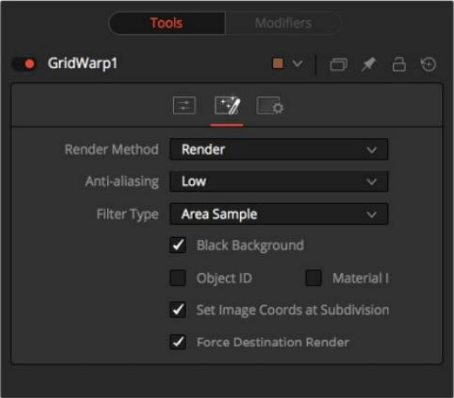 Tools Modifiers
GridWarp1
Render Method Render
Anti-aliasing Low
Filter Type Area Sample
Black Background
Object ID Material I
Set Image Coords at Subdivision
Force Destination Render